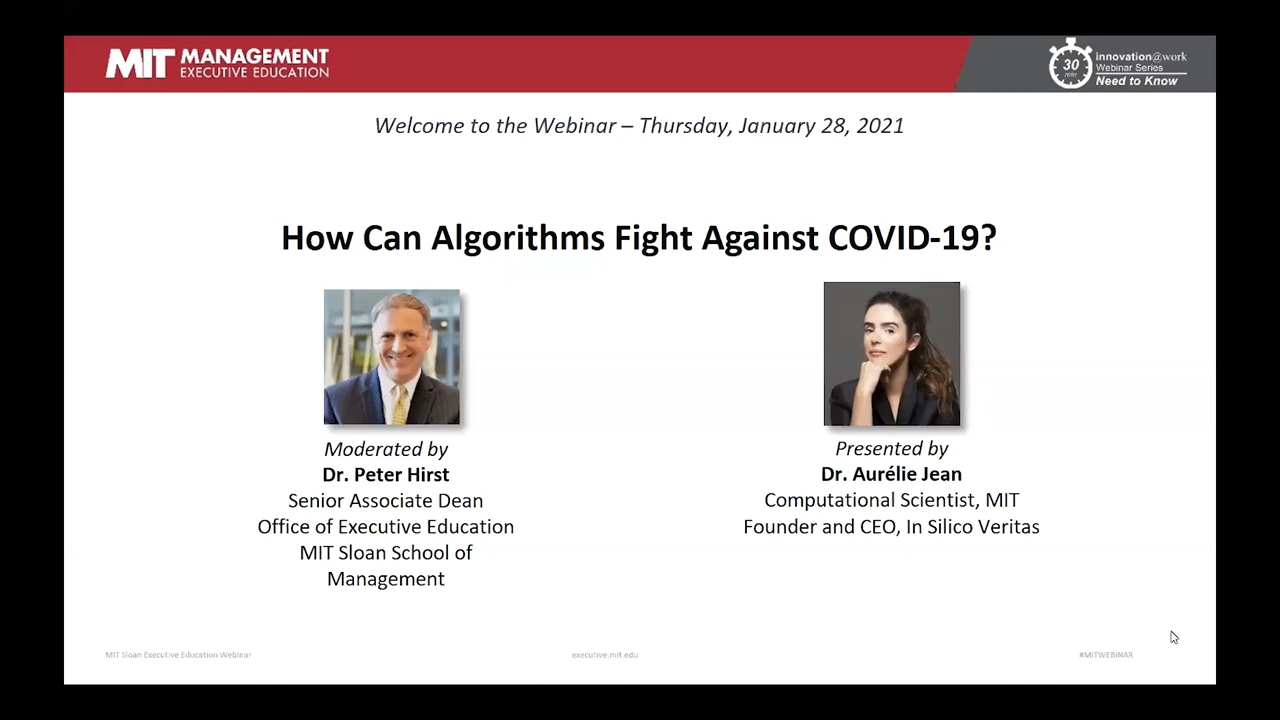 MIT MANAGEMENT
EXECUTIVE EDUCATION
30
min
innovation@work
Webinar Series
Need to Know
Welcome to the Webinar – Thursday, January 28, 2021
How Can Algorithms Fight Against COVID-19?
Moderated by
Dr. Peter Hirst
Senior Associate Dean
Office of Executive Education
MIT Sloan School of
Management
Presented by
Dr. Aurélie Jean
Computational Scientist, MIT
Founder and CEO, In Silico Veritas
MIT Sloan Executive Education Webinar
executive.mit.edu
#MITWEBINAR